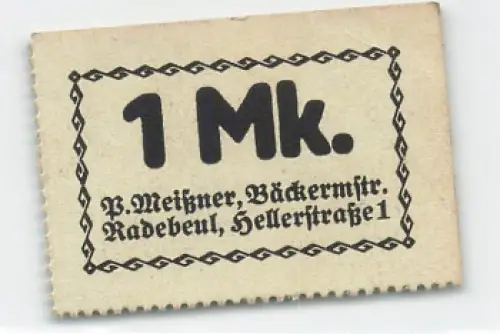 1 Mk.
P. Meißner, Bäckermstr.
Radebeul, Hellerstraße 1